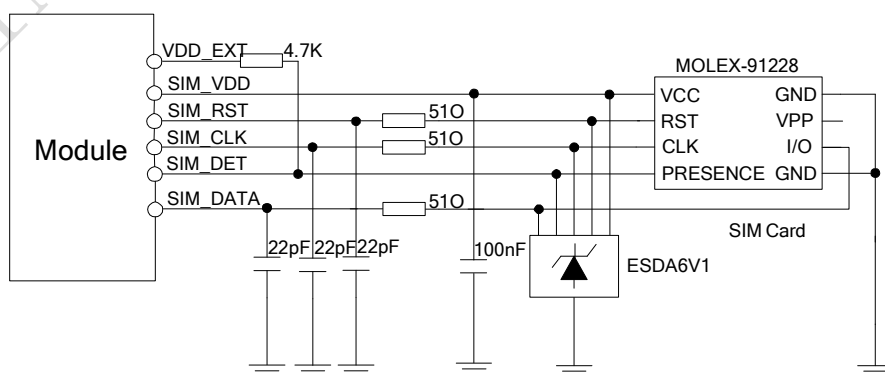 VDD_EXT 4.7K
SIM_VDD
SIM_RST
SIM_CLK
SIM_DET
SIM_DATA
Module
51O
51O
51O
22pF 22pF 22pF
100nF
MOLEX-91228
VCC GND
RST VPP
CLK I/O
PRESENCE GND
SIM Card
ESDA6V1